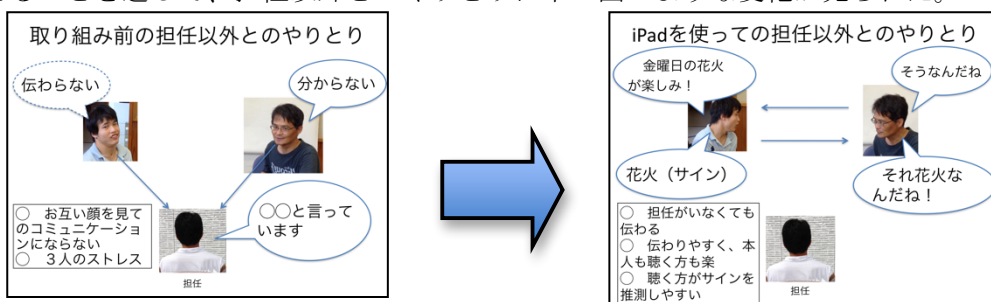 取り組み前の担任以外とのやりとり
伝わらない
分からない
○○と言って
います
○ お互い顔を見て
のコミュニケーショ
ンにならない
○ 3人のストレス
担任
iPadを使っての担任以外とのやりとり
金曜日の花火
が楽しみ！
そうなんだね
花火（サイン）
それ花火な
んだね！
○ 担任がいなくても
伝わる
○ 伝わりやすく、本
人も聴く方も楽
○ 聴く方がサインを
推測しやすい
担任